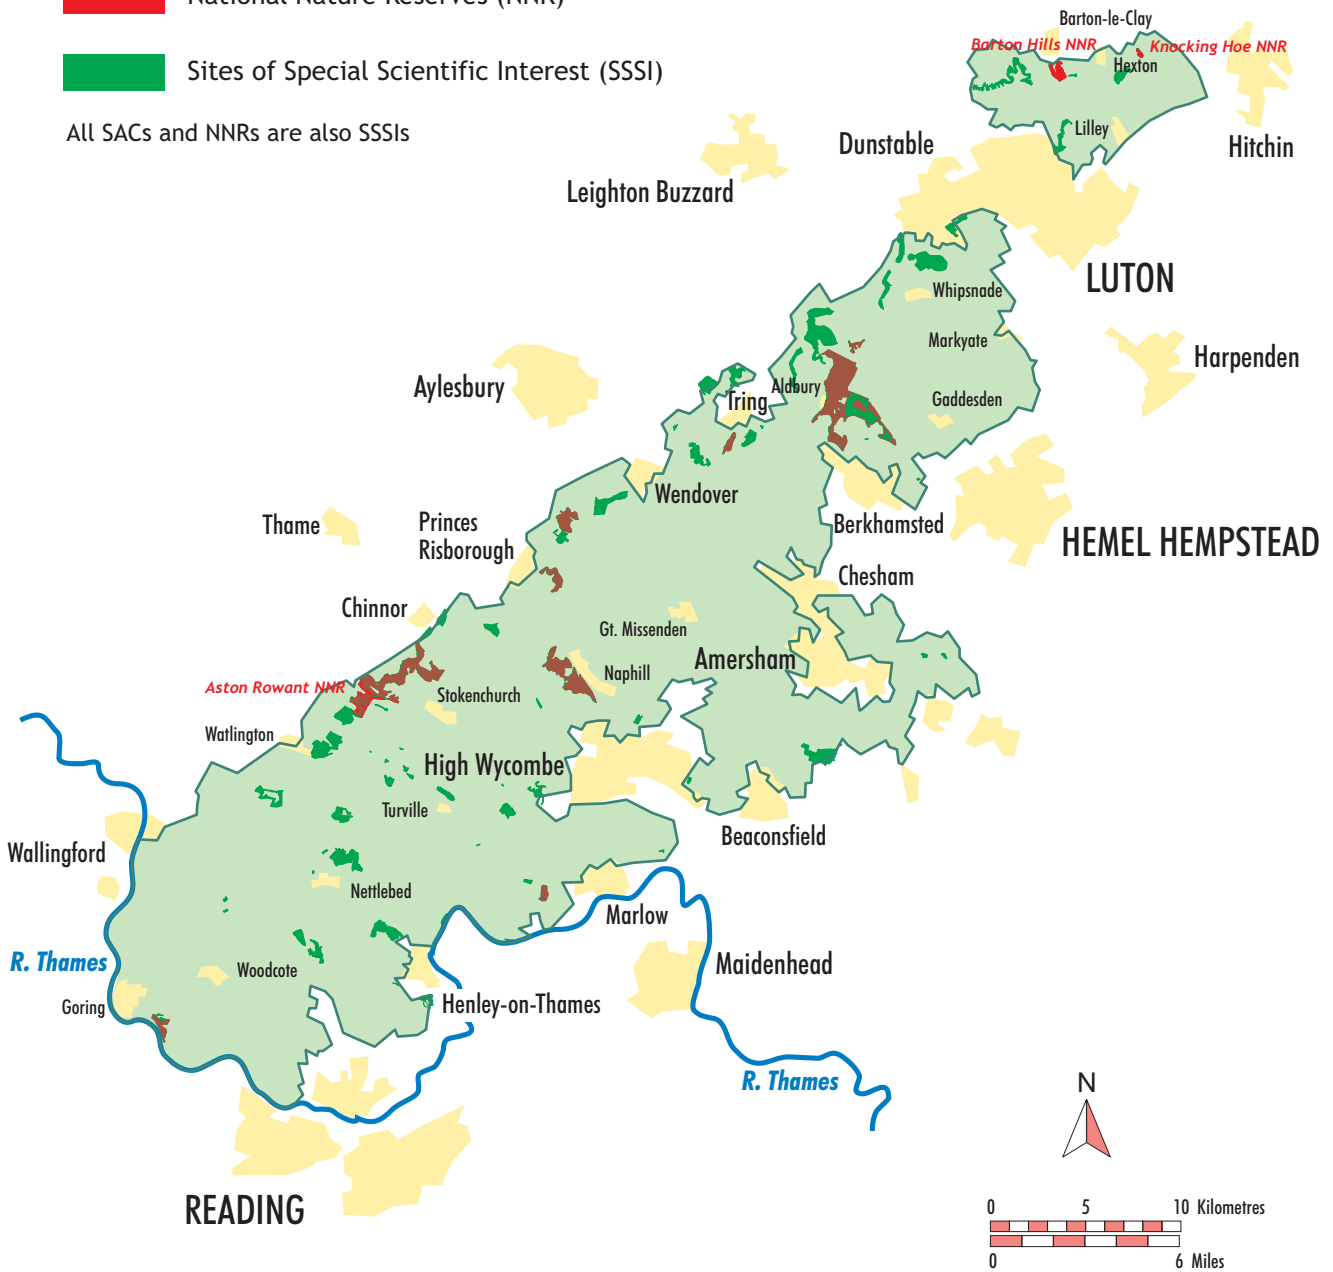 National Nature Reserves (NNR)
Sites of Special Scientific Interest (SSSI)
All SACs and NNRs are also SSSIs
Barton-le-Clay
Barton Hills NNR
Knocking Hoe NNR
Hexton
Lilley
Hitchin
Dunstable
Leighton Buzzard
LUTON
Whipsnade
Markyate
Harpenden
Aylesbury
Aldbury
Tring
Gaddesden
Wendover
Berkhamsted
HEMEL HEMPSTEAD
Thame
Princes
Risborough
Chesham
Chinnor
Gt. Missenden
Amersham
Naphill
Aston Rowant NNR
Stokenchurch
Watlington
High Wycombe
Turville
Beaconsfield
Wallingford
Nettlebed
Marlow
R. Thames
Woodcote
Maidenhead
Goring
Henley-on-Thames
R. Thames
READING
N
0 5 10 Kilometres
0 6 Miles